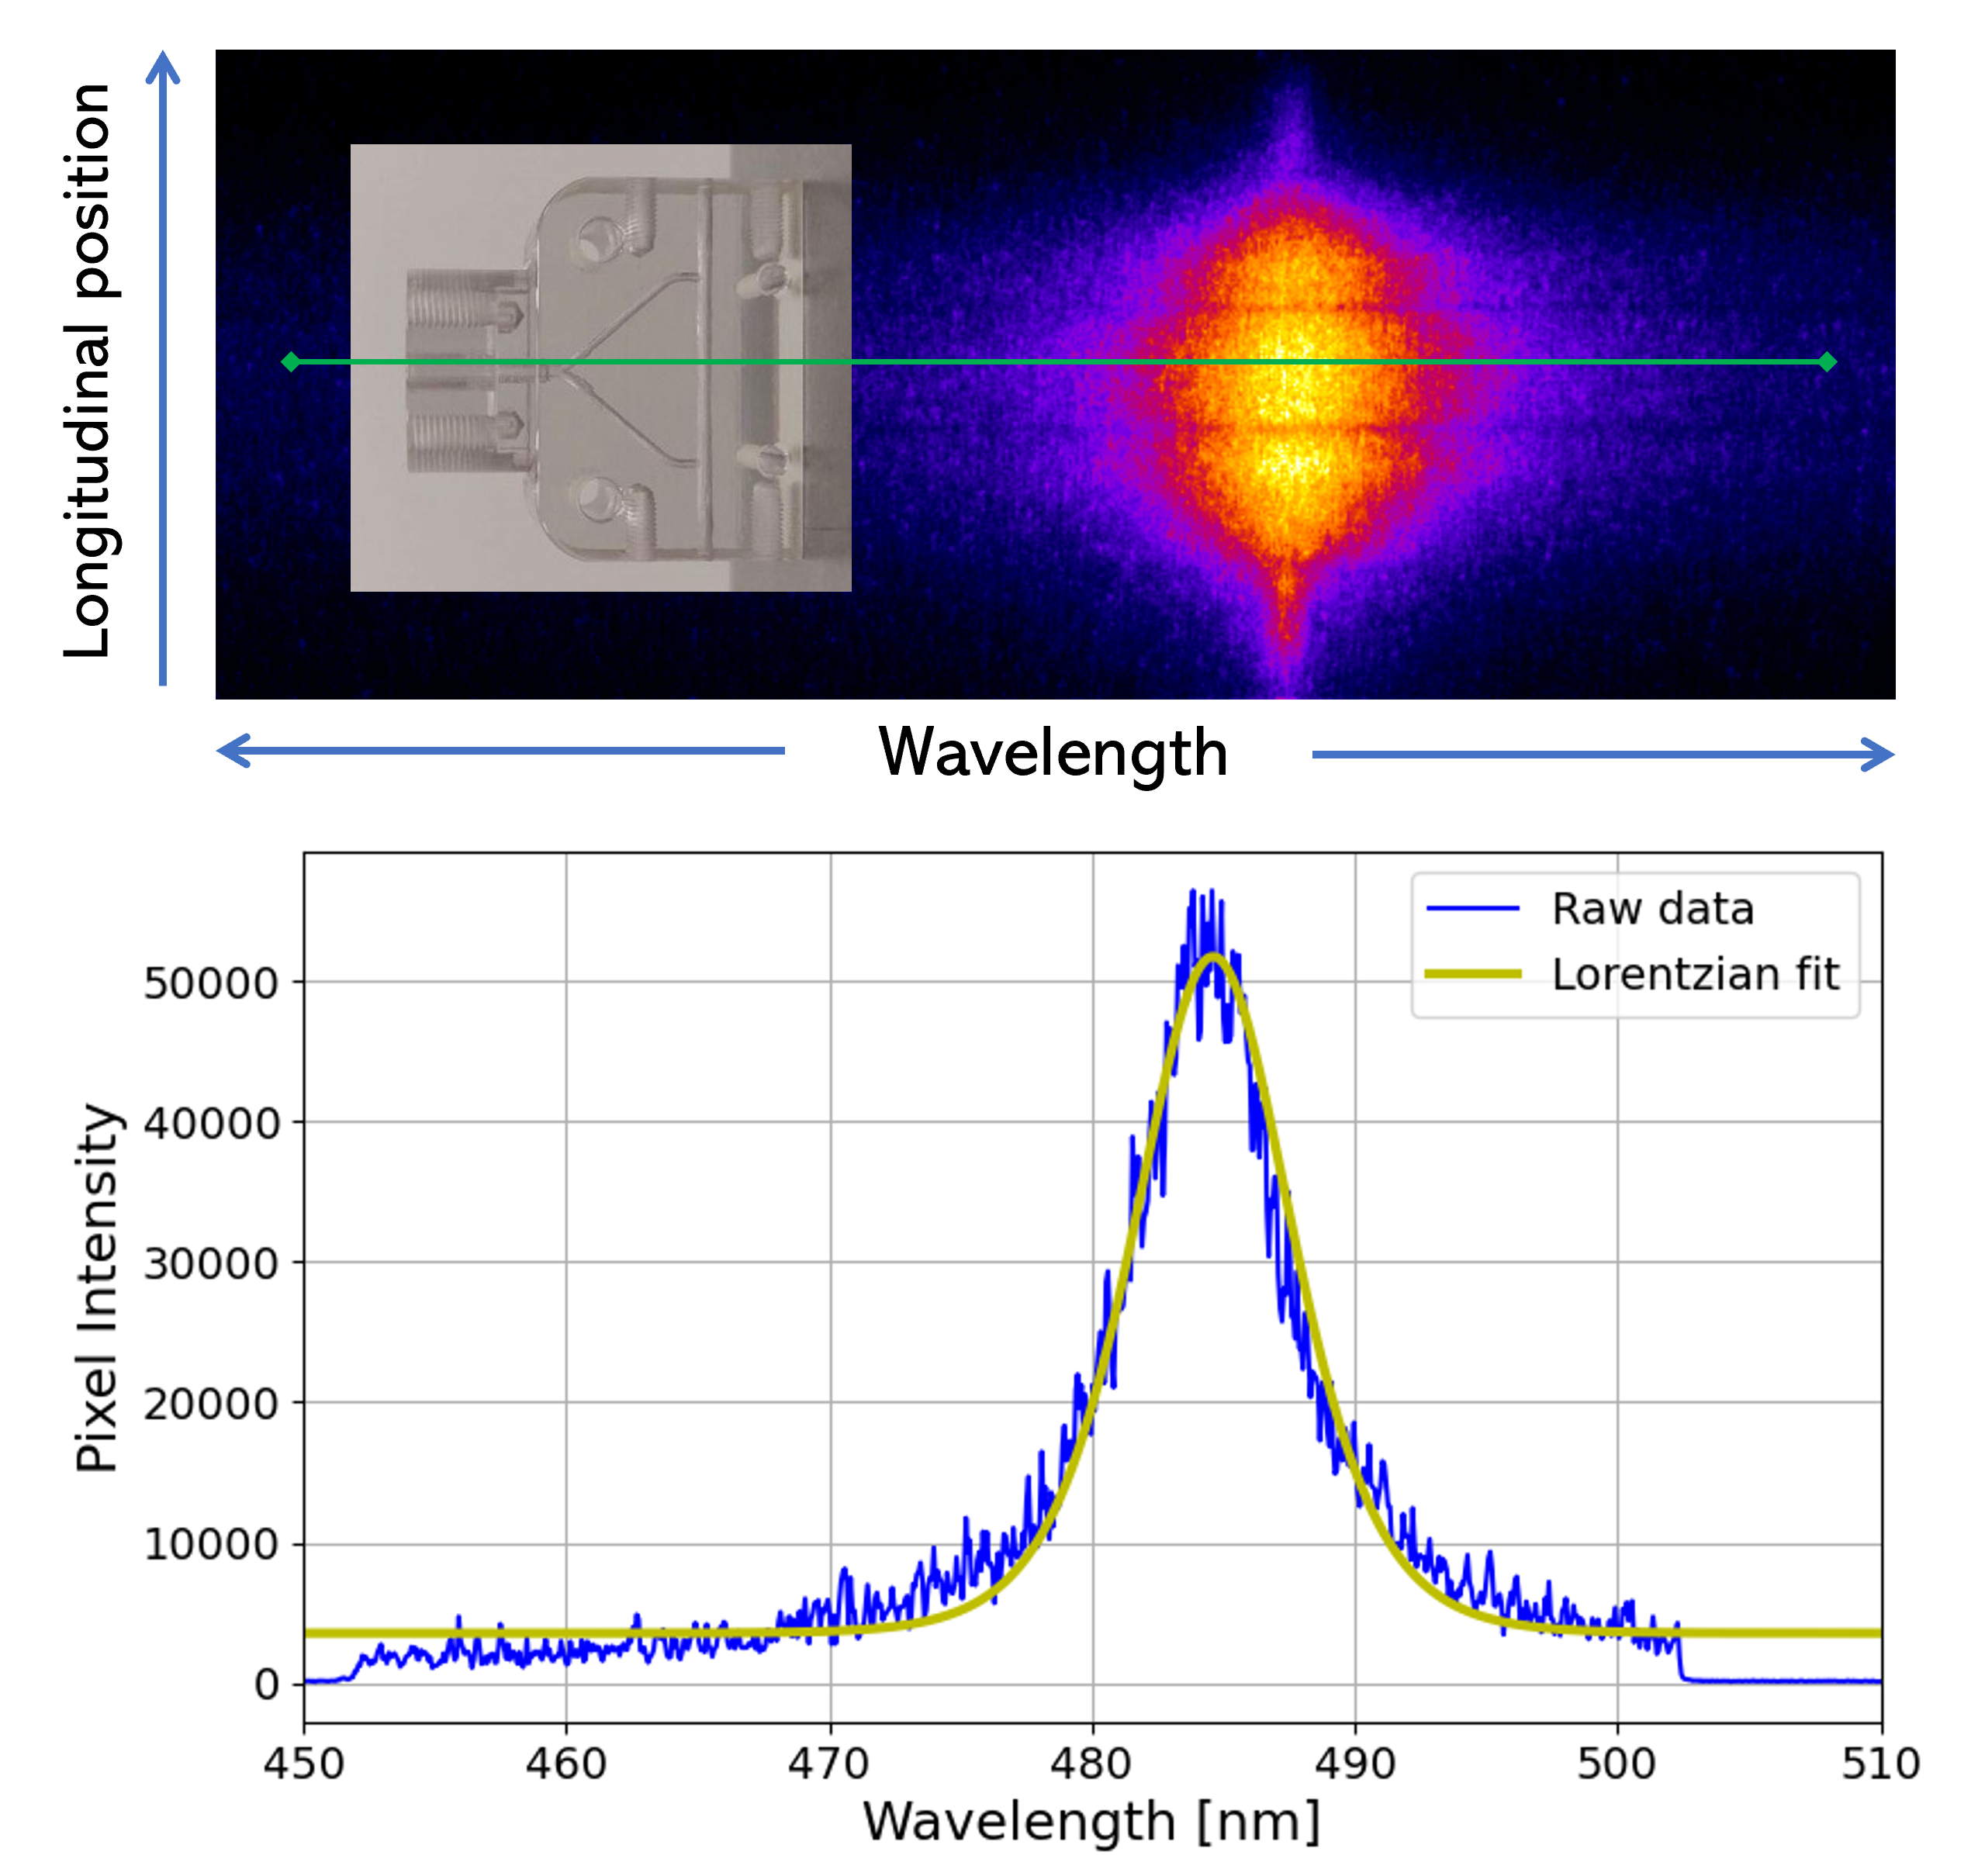 Longitudinal position
Wavelength
Raw data
Lorentzian fit
Pixel Intensity
50000
40000
30000
20000
10000
0
450 460 470 480 490 500 510
Wavelength [nm]